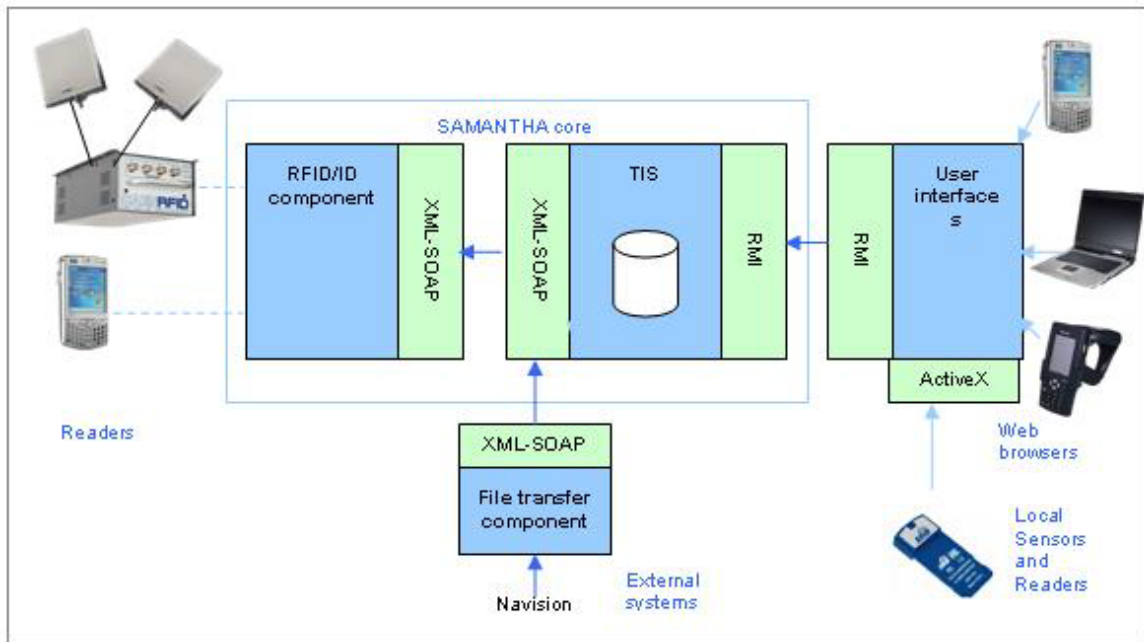 SAMANTHA core
RFID/ID
component
XML-SOAP
XML-SOAP
TIS
RMI
RMI
User
interface
s
ActiveX
RFID
Readers
XML-SOAP
File transfer
component
Navision
External
systems
Web
browsers
Local
Sensors
and
Readers